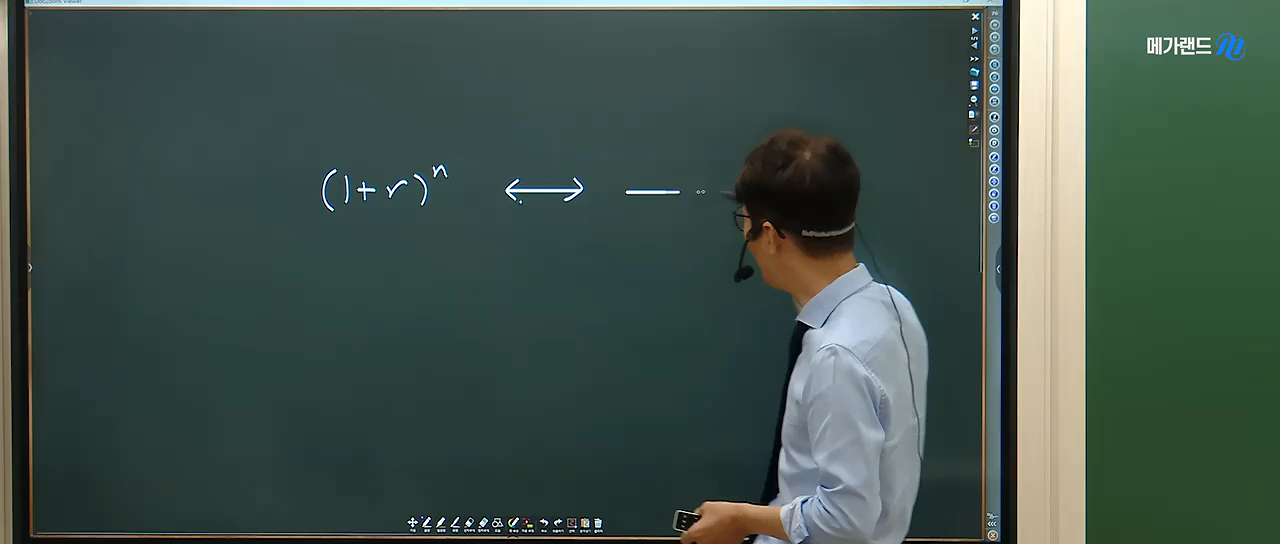 메가랜드
(1+r)ⁿ ⟷ —